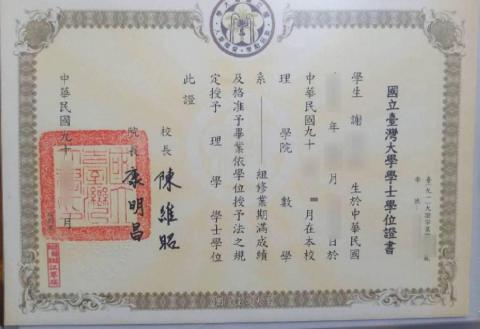 國立臺灣大學學士學位證書
學生 謝 生於中華民國
年 月 日於
中華民國九十 月在本校
理 學院 數 學
系 組修業期滿成績
及格准予畢業依學位授予法之規
定授予 理 學 學士學位
此證
校長 陳維昭
院長 康明昌
中華民國九十 月